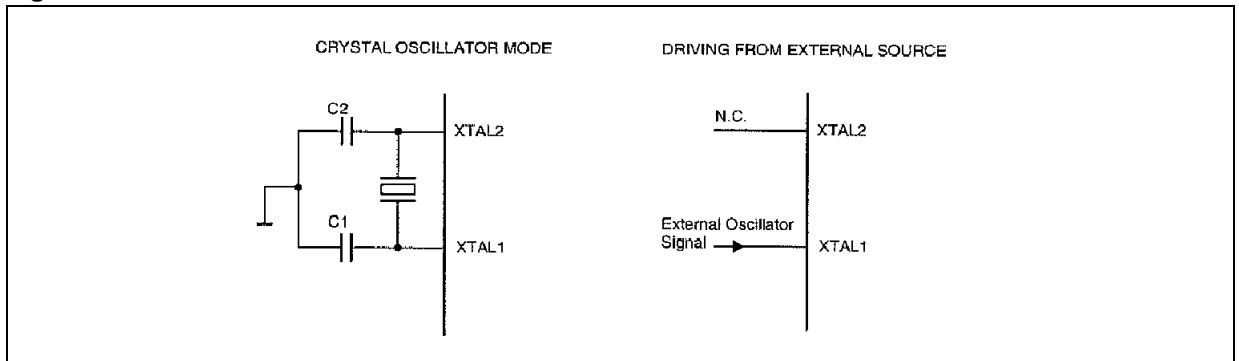 CRYSTAL OSCILLATOR MODE
C2
XTAL2
C1
XTAL1
DRIVING FROM EXTERNAL SOURCE
N.C.
XTAL2
External Oscillator
Signal
XTAL1